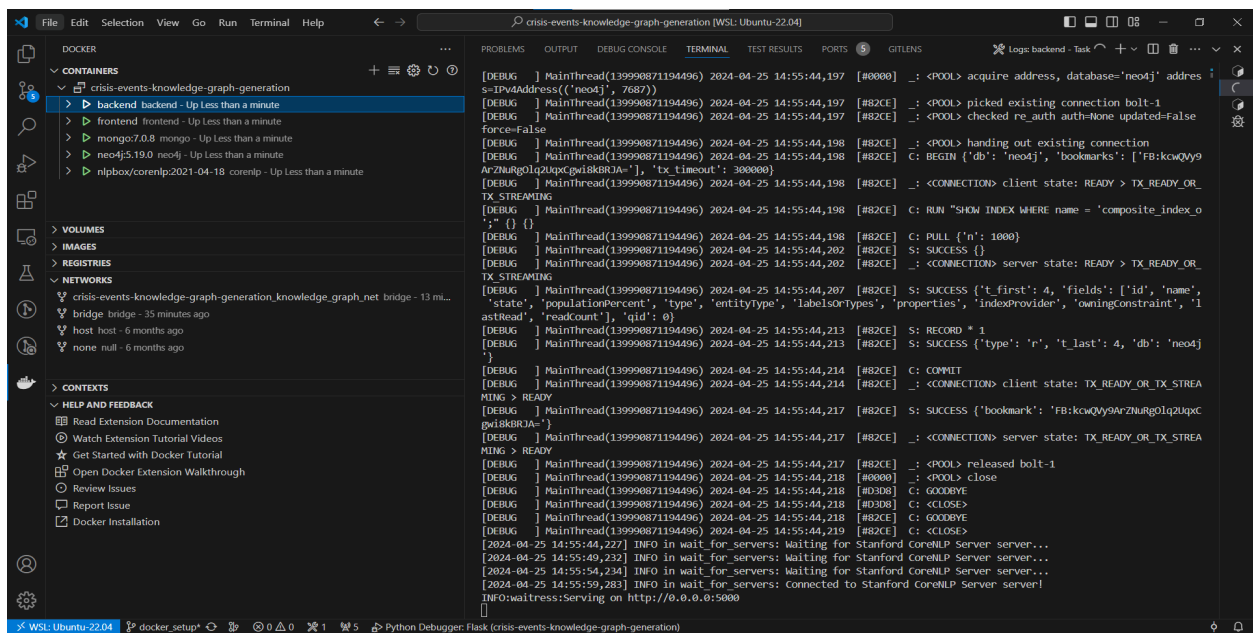 File Edit Selection View Go Run Terminal Help
crisis-events-knowledge-graph-generation [WSL: Ubuntu-22.04]
DOCKER
CONTAINERS
crisis-events-knowledge-graph-generation
backend backend - Up Less than a minute
frontend frontend - Up Less than a minute
mongo:7.0.8 mongo - Up Less than a minute
neo4j:5.19.0 neo4j - Up Less than a minute
nlpbox/corenlp:2021-04-18 corenlp - Up Less than a minute
VOLUMES
IMAGES
REGISTRIES
NETWORKS
crisis-events-knowledge-graph-generation_knowledge_graph_net bridge - 13 mi...
bridge bridge - 35 minutes ago
host host - 6 months ago
none null - 6 months ago
CONTEXTS
HELP AND FEEDBACK
Read Extension Documentation
Watch Extension Tutorial Videos
Get Started with Docker Tutorial
Open Docker Extension Walkthrough
Review Issues
Report Issue
Docker Installation
PROBLEMS OUTPUT DEBUG CONSOLE TERMINAL TEST RESULTS PORTS 5 GITLENS Logs: backend - Task
[DEBUG ] MainThread(139990871194496) 2024-04-25 14:55:44,197 [#0000] _: <POOL> acquire address, database='neo4j' addres
s=IPv4Address(('neo4j', 7687))
[DEBUG ] MainThread(139990871194496) 2024-04-25 14:55:44,197 [#82CE] _: <POOL> picked existing connection bolt-1
[DEBUG ] MainThread(139990871194496) 2024-04-25 14:55:44,197 [#82CE] _: <POOL> checked re_auth auth=None updated=False
force=False
[DEBUG ] MainThread(139990871194496) 2024-04-25 14:55:44,198 [#82CE] _: <POOL> handing out existing connection
[DEBUG ] MainThread(139990871194496) 2024-04-25 14:55:44,198 [#82CE] C: BEGIN {'db': 'neo4j', 'bookmarks': ['FB:kcwQVy9
ArZNuRgOlq2UqxCgwi8kBRJA='], 'tx_timeout': 300000}
[DEBUG ] MainThread(139990871194496) 2024-04-25 14:55:44,198 [#82CE] _: <CONNECTION> client state: READY > TX_READY_OR_
TX_STREAMING
[DEBUG ] MainThread(139990871194496) 2024-04-25 14:55:44,198 [#82CE] C: RUN "SHOW INDEX WHERE name = 'composite_index_o
';" {} {}
[DEBUG ] MainThread(139990871194496) 2024-04-25 14:55:44,198 [#82CE] C: PULL {'n': 1000}
[DEBUG ] MainThread(139990871194496) 2024-04-25 14:55:44,202 [#82CE] S: SUCCESS {}
[DEBUG ] MainThread(139990871194496) 2024-04-25 14:55:44,202 [#82CE] _: <CONNECTION> server state: READY > TX_READY_OR_
TX_STREAMING
[DEBUG ] MainThread(139990871194496) 2024-04-25 14:55:44,207 [#82CE] S: SUCCESS {'t_first': 4, 'fields': ['id', 'name',
'state', 'populationPercent', 'type', 'entityType', 'labelsOrTypes', 'properties', 'indexProvider', 'owningConstraint', 'l
astRead', 'readCount'], 'qid': 0}
[DEBUG ] MainThread(139990871194496) 2024-04-25 14:55:44,213 [#82CE] S: RECORD * 1
[DEBUG ] MainThread(139990871194496) 2024-04-25 14:55:44,213 [#82CE] S: SUCCESS {'type': 'r', 't_last': 4, 'db': 'neo4j
'}
[DEBUG ] MainThread(139990871194496) 2024-04-25 14:55:44,214 [#82CE] C: COMMIT
[DEBUG ] MainThread(139990871194496) 2024-04-25 14:55:44,214 [#82CE] _: <CONNECTION> client state: TX_READY_OR_TX_STREA
MING > READY
[DEBUG ] MainThread(139990871194496) 2024-04-25 14:55:44,217 [#82CE] S: SUCCESS {'bookmark': 'FB:kcwQVy9ArZNuRgOlq2UqxC
gwi8kBRJA='}
[DEBUG ] MainThread(139990871194496) 2024-04-25 14:55:44,217 [#82CE] _: <CONNECTION> server state: TX_READY_OR_TX_STREA
MING > READY
[DEBUG ] MainThread(139990871194496) 2024-04-25 14:55:44,217 [#82CE] _: <POOL> released bolt-1
[DEBUG ] MainThread(139990871194496) 2024-04-25 14:55:44,218 [#0000] _: <POOL> close
[DEBUG ] MainThread(139990871194496) 2024-04-25 14:55:44,218 [#D3D8] C: GOODBYE
[DEBUG ] MainThread(139990871194496) 2024-04-25 14:55:44,218 [#D3D8] C: <CLOSE>
[DEBUG ] MainThread(139990871194496) 2024-04-25 14:55:44,218 [#82CE] C: GOODBYE
[DEBUG ] MainThread(139990871194496) 2024-04-25 14:55:44,219 [#82CE] C: <CLOSE>
[2024-04-25 14:55:44,227] INFO in wait_for_servers: Waiting for Stanford CoreNLP Server server...
[2024-04-25 14:55:49,232] INFO in wait_for_servers: Waiting for Stanford CoreNLP Server server...
[2024-04-25 14:55:54,234] INFO in wait_for_servers: Waiting for Stanford CoreNLP Server server...
[2024-04-25 14:55:59,283] INFO in wait_for_servers: Connected to Stanford CoreNLP Server server!
INFO:waitress:Serving on http://0.0.0.0:5000
WSL: Ubuntu-22.04 docker_setup* 0 0 1 5 Python Debugger: Flask (crisis-events-knowledge-graph-generation)